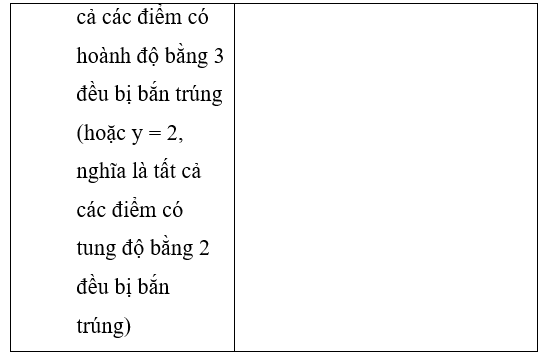 cả các điểm có
hoành độ bằng 3
đều bị bắn trúng
(hoặc y = 2,
nghĩa là tất cả
các điểm có
tung độ bằng 2
đều bị bắn
trúng)